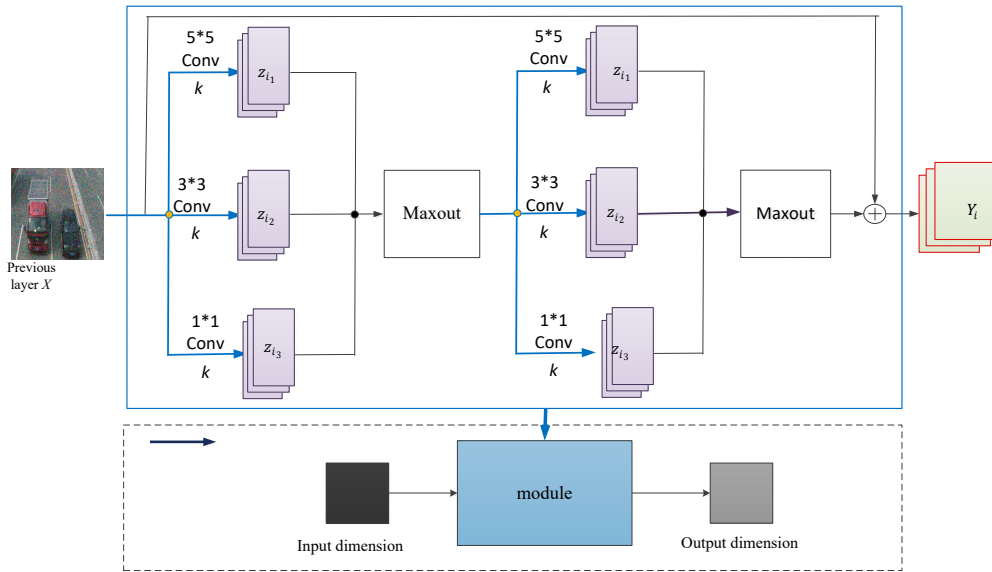 5*5
Conv
k
z_{i_1}
3*3
Conv
k
z_{i_2}
1*1
Conv
k
z_{i_3}
Maxout
5*5
Conv
k
z_{i_1}
3*3
Conv
k
z_{i_2}
1*1
Conv
k
z_{i_3}
Maxout
Y_i
Previous
layer X
module
Input dimension
Output dimension